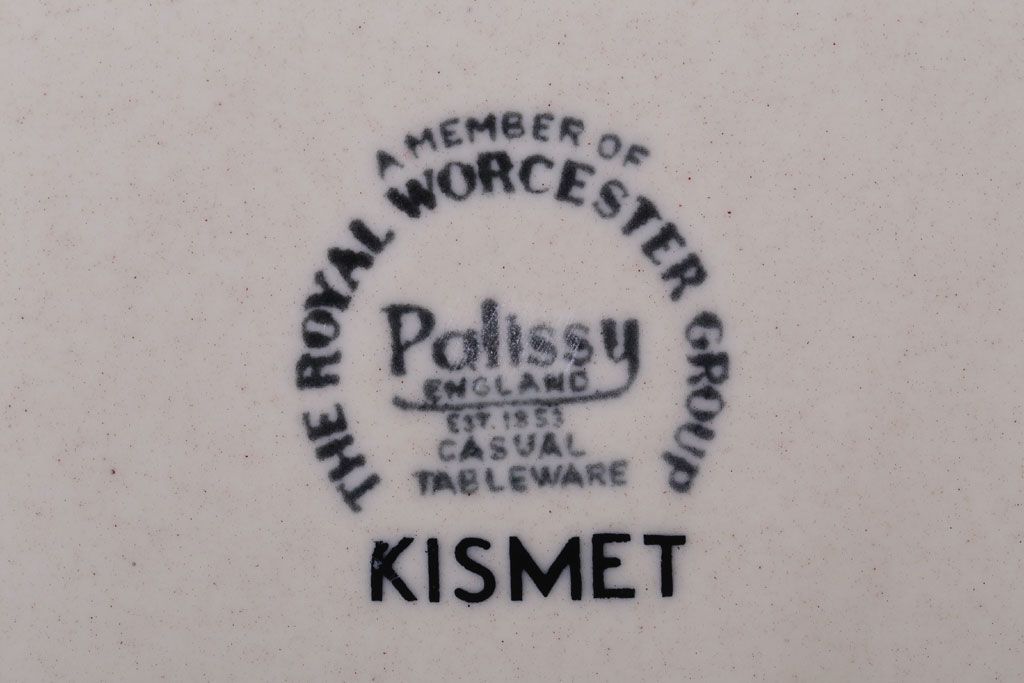 A MEMBER OF
THE ROYAL WORCESTER GROUP
Palissy
ENGLAND
EST. 1853
CASUAL
TABLEWARE
KISMET